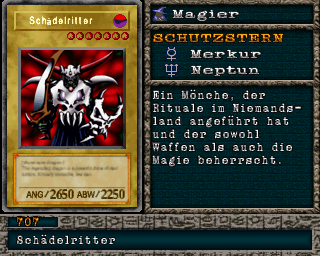 Schädelritter
ANG/2650 ABW/2250
Magier
SCHUTZSTERN
Merkur
Neptun
Ein Mönche, der
Rituale im Niemands-
land angeführt hat
und der sowohl
Waffen als auch die
Magie beherrscht.
707
Schädelritter